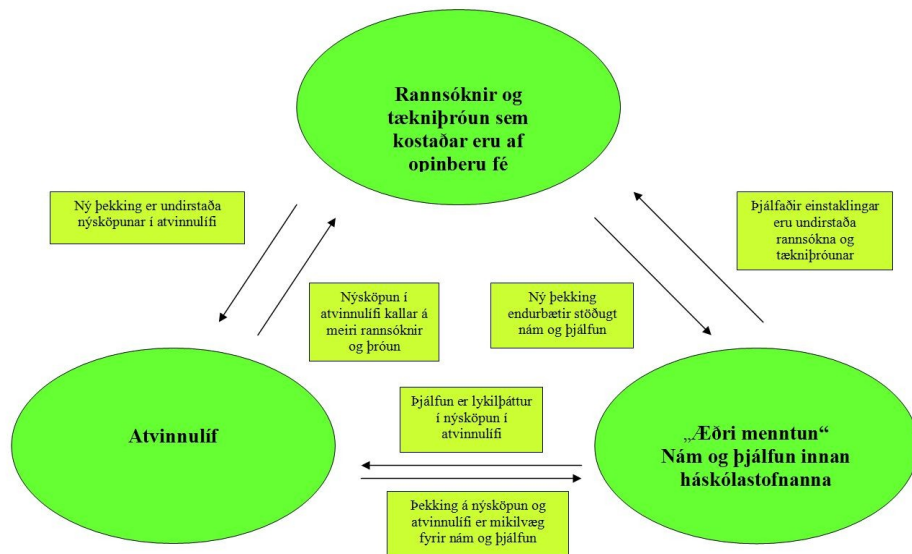 Rannsóknir og
tækniþróun sem
kostaðar eru af
opinberu fé
Ný þekking er undirstaða
nýsköpunar í atvinnulífi
Þjálfaðir einstaklingar
eru undirstaða
rannsókna og
tækniþróunar
Nýsköpun í
atvinnulífi kallar á
meiri rannsóknir
og þróun
Ný þekking
endurbætir stöðugt
nám og þjálfun
Atvinnulíf
Þjálfun er lykilþáttur
í nýsköpun í
atvinnulífi
„Æðri menntun“
Nám og þjálfun innan
háskólastofnanna
Þekking á nýsköpun og
atvinnulífi er mikilvæg
fyrir nám og þjálfun